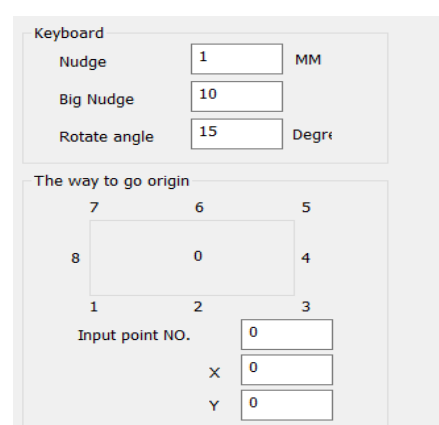 Keyboard
Nudge 1 MM
Big Nudge 10
Rotate angle 15 Degre
The way to go origin
7 6 5
8 0 4
1 2 3
Input point NO. 0
X 0
Y 0